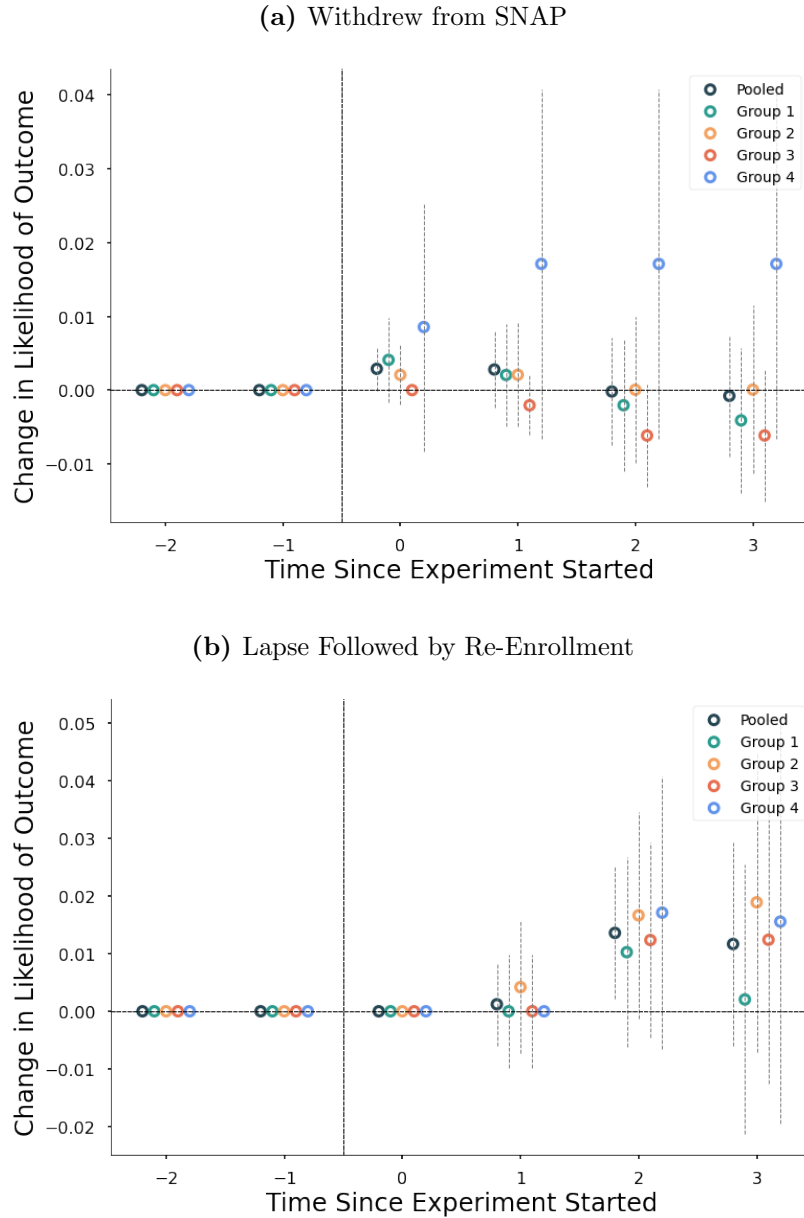 (a) Withdrew from SNAP
Change in Likelihood of Outcome
0.04
0.03
0.02
0.01
0.00
−0.01
Pooled
Group 1
Group 2
Group 3
Group 4
−2 −1 0 1 2 3
Time Since Experiment Started
(b) Lapse Followed by Re-Enrollment
Change in Likelihood of Outcome
0.05
0.04
0.03
0.02
0.01
0.00
−0.01
−0.02
Pooled
Group 1
Group 2
Group 3
Group 4
−2 −1 0 1 2 3
Time Since Experiment Started